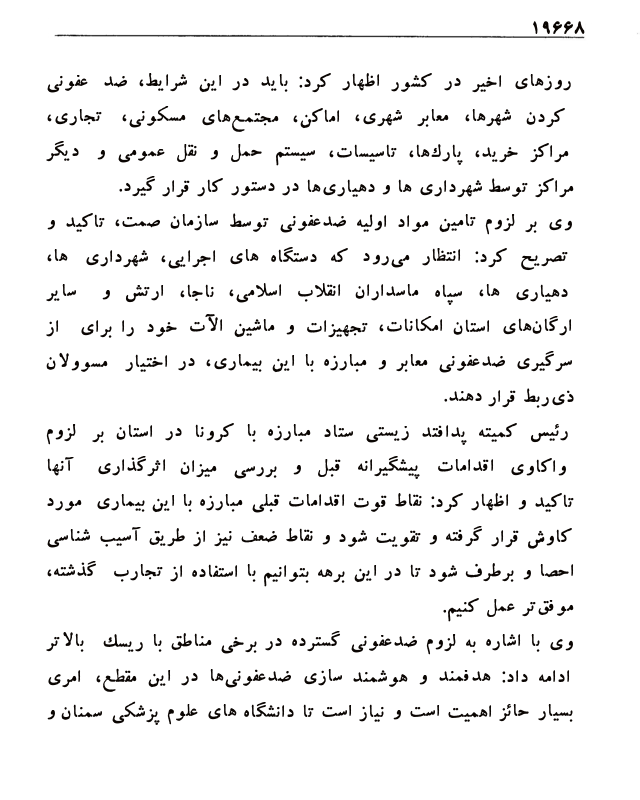 ۱۹۶۶۸
روزهای اخیر در کشور اظهار کرد: باید در این شرایط، ضد عفونی
کردن شهرها، معابر شهری، اماکن، مجتمع‌های مسکونی، تجاری،
مراکز خرید، پارك‌ها، تاسیسات، سیستم حمل و نقل عمومی و دیگر
مراکز توسط شهرداری ها و دهیاری‌ها در دستور کار قرار گیرد.
وی بر لزوم تامین مواد اولیه ضدعفونی توسط سازمان صمت، تاکید و
تصریح کرد: انتظار می‌رود که دستگاه های اجرایی، شهرداری ها،
دهیاری ها، سپاه ماسداران انقلاب اسلامی، ناجا، ارتش و سایر
ارگان‌های استان امکانات، تجهیزات و ماشین الآت خود را برای از
سرگیری ضدعفونی معابر و مبارزه با این بیماری، در اختیار مسوولان
ذی‌ربط قرار دهند.
رئیس کمیته پدافتد زیستی ستاد مبارزه با کرونا در استان بر لزوم
واکاوی اقدامات پیشگیرانه قبل و بررسی میزان اثرگذاری آنها
تاکید و اظهار کرد: نقاط قوت اقدامات قبلی مبارزه با این بیماری مورد
کاوش قرار گرفته و تقویت شود و نقاط ضعف نیز از طریق آسیب شناسی
احصا و برطرف شود تا در این برهه بتوانیم با استفاده از تجارب گذشته،
موفق‌تر عمل کنیم.
وی با اشاره به لزوم ضدعفونی گسترده در برخی مناطق با ریسك بالاتر
ادامه داد: هدفمند و هوشمند سازی ضدعفونی‌ها در این مقطع، امری
بسیار حائز اهمیت است و نیاز است تا دانشگاه های علوم پزشکی سمنان و